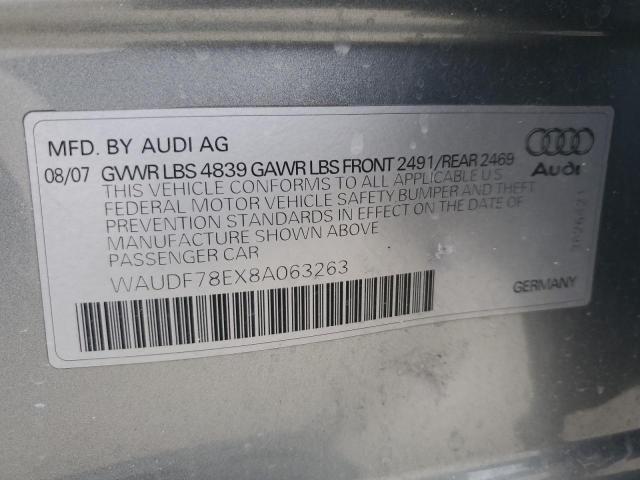 MFD. BY AUDI AG
08/07 GVWR LBS 4839 GAWR LBS FRONT 2491/REAR 2469
THIS VEHICLE CONFORMS TO ALL APPLICABLE U.S
FEDERAL MOTOR VEHICLE SAFETY BUMPER AND THEFT
PREVENTION STANDARDS IN EFFECT ON THE DATE OF
MANUFACTURE SHOWN ABOVE
PASSENGER CAR
WAUDF78EX8A063263
Audi
GERMANY